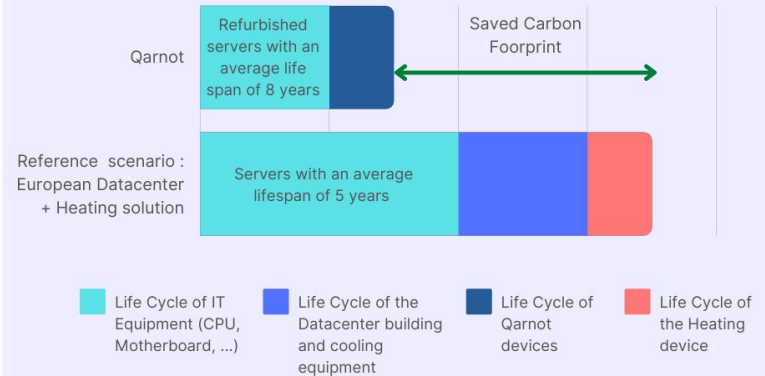 Qarnot
Refurbished
servers with an
average life
span of 8 years
Saved Carbon
Foorprint
Reference scenario :
European Datacenter
+ Heating solution
Servers with an average
lifespan of 5 years
Life Cycle of IT
Equipment (CPU,
Motherboard, ...)
Life Cycle of the
Datacenter building
and cooling
equipment
Life Cycle of
Qarnot
devices
Life Cycle of
the Heating
device